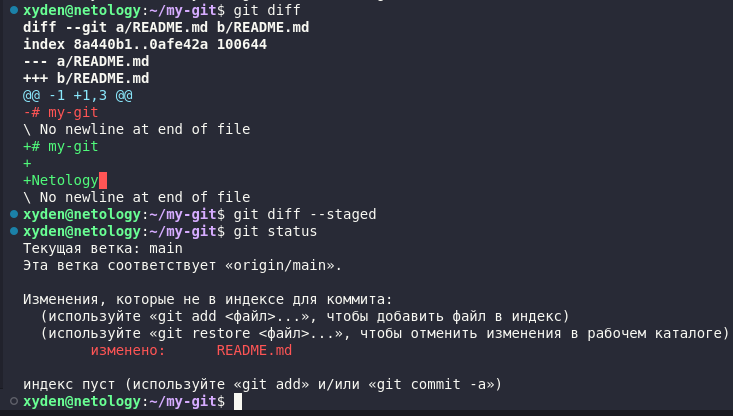 xyden@netology:~/my-git$ git diff
diff --git a/README.md b/README.md
index 8a440b1..0afe42a 100644
--- a/README.md
+++ b/README.md
@@ -1 +1,3 @@
-# my-git
\ No newline at end of file
+# my-git
+
+Netology
\ No newline at end of file
xyden@netology:~/my-git$ git diff --staged
xyden@netology:~/my-git$ git status
Текущая ветка: main
Эта ветка соответствует «origin/main».

Изменения, которые не в индексе для коммита:
  (используйте «git add <файл>...», чтобы добавить файл в индекс)
  (используйте «git restore <файл>...», чтобы отменить изменения в рабочем каталоге)
        изменено:      README.md

индекс пуст (используйте «git add» и/или «git commit -a»)
xyden@netology:~/my-git$